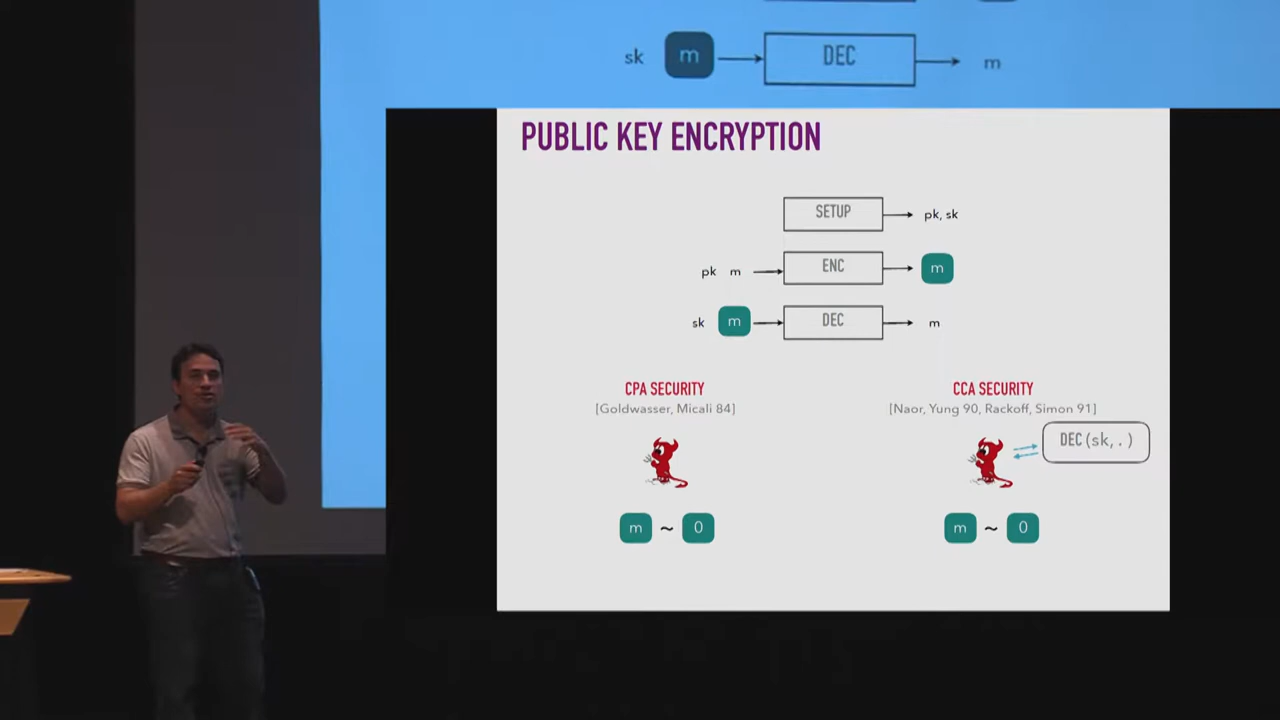 sk m DEC m
PUBLIC KEY ENCRYPTION
SETUP pk, sk
pk m ENC m
sk m DEC m
CPA SECURITY
[Goldwasser, Micali 84]
m ~ 0
CCA SECURITY
[Naor, Yung 90, Rackoff, Simon 91]
DEC(sk, . )
m ~ 0